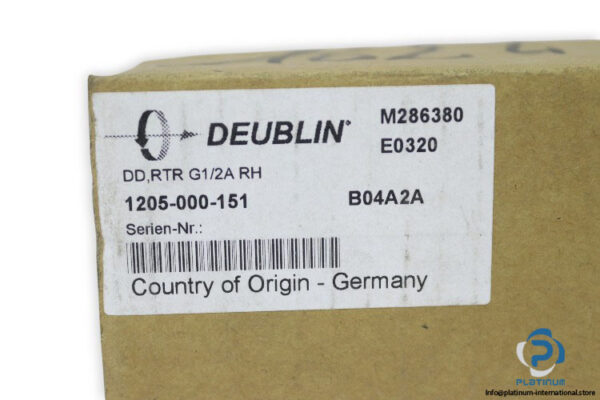 DEUBLIN
M286380
E0320
DD,RTR G1/2A RH
1205-000-151 B04A2A
Serien-Nr.:
Country of Origin - Germany
PLATINUM
Info@platinum-international.store